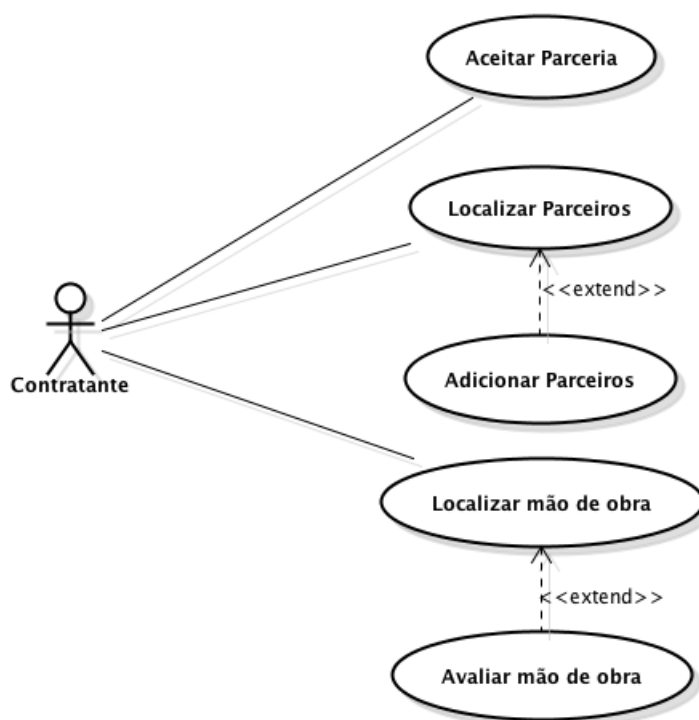 Aceitar Parceria
Localizar Parceiros
<<extend>>
Adicionar Parceiros
Contratante
Localizar mão de obra
<<extend>>
Avaliar mão de obra